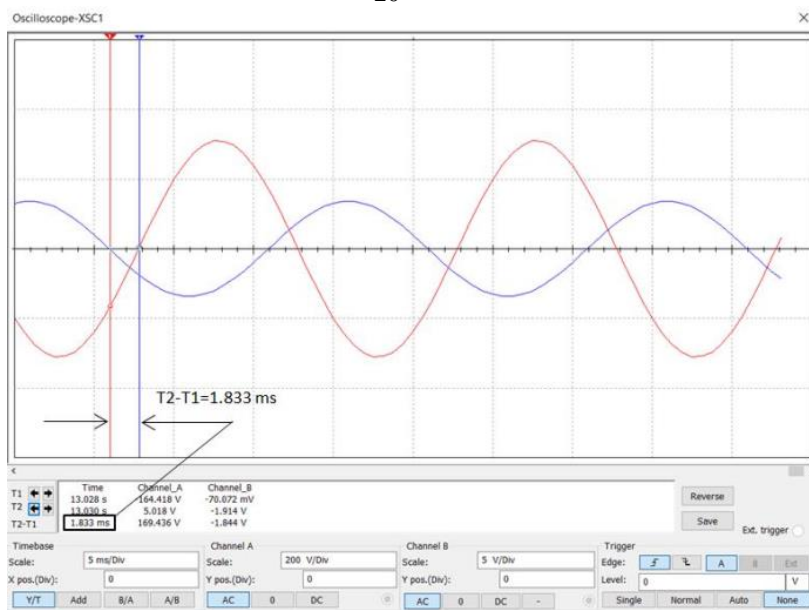 20
Oscilloscope-XSC1
T2-T1=1.833 ms
Time Channel_A Channel_B
T1 13.028 s 164.418 V -70.072 mV
T2 13.030 s 5.018 V -1.914 V
T2-T1 1.833 ms 169.436 V -1.844 V
Reverse
Save
Ext. trigger
Timebase Channel A Channel B Trigger
Scale: 5 ms/Div Scale: 200 V/Div Scale: 5 V/Div Edge: A B Ext
X pos.(Div): 0 Y pos.(Div): 0 Y pos.(Div): 0 Level: 0 V
Y/T Add B/A A/B AC 0 DC AC 0 DC - Single Normal Auto None